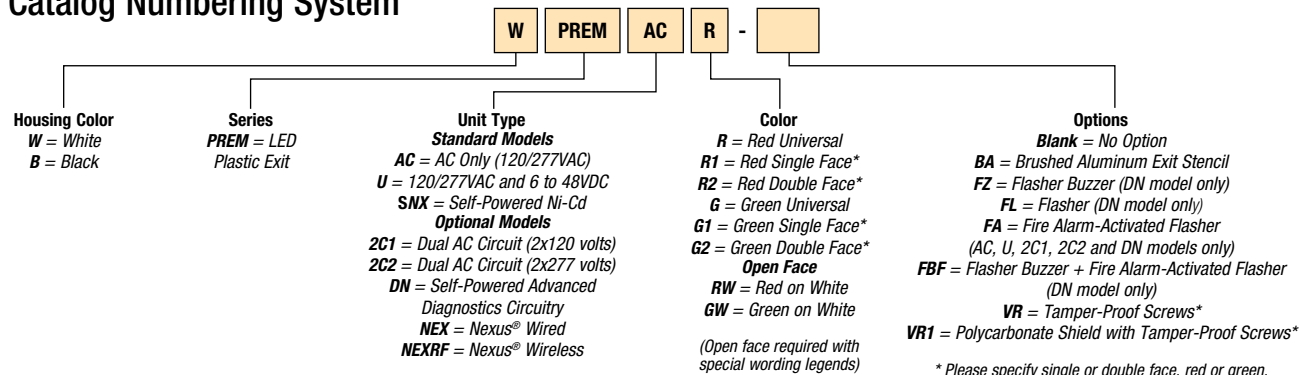 Catalog Numbering System
W PREM AC R -
Housing Color
W = White
B = Black
Series
PREM = LED
Plastic Exit
Unit Type
Standard Models
AC = AC Only (120/277VAC)
U = 120/277VAC and 6 to 48VDC
SNX = Self-Powered Ni-Cd
Optional Models
2C1 = Dual AC Circuit (2x120 volts)
2C2 = Dual AC Circuit (2x277 volts)
DN = Self-Powered Advanced
Diagnostics Circuitry
NEX = Nexus® Wired
NEXRF = Nexus® Wireless
Color
R = Red Universal
R1 = Red Single Face*
R2 = Red Double Face*
G = Green Universal
G1 = Green Single Face*
G2 = Green Double Face*
Open Face
RW = Red on White
GW = Green on White
(Open face required with
special wording legends)
Options
Blank = No Option
BA = Brushed Aluminum Exit Stencil
FZ = Flasher Buzzer (DN model only)
FL = Flasher (DN model only)
FA = Fire Alarm-Activated Flasher
(AC, U, 2C1, 2C2 and DN models only)
FBF = Flasher Buzzer + Fire Alarm-Activated Flasher
(DN model only)
VR = Tamper-Proof Screws*
VR1 = Polycarbonate Shield with Tamper-Proof Screws*
* Please specify single or double face, red or green.